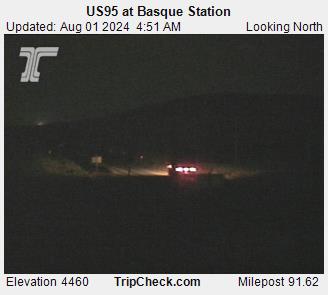 US95 at Basque Station
Updated: Aug 01 2024 4:51 AM Looking North
Elevation 4460 TripCheck.com Milepost 91.62